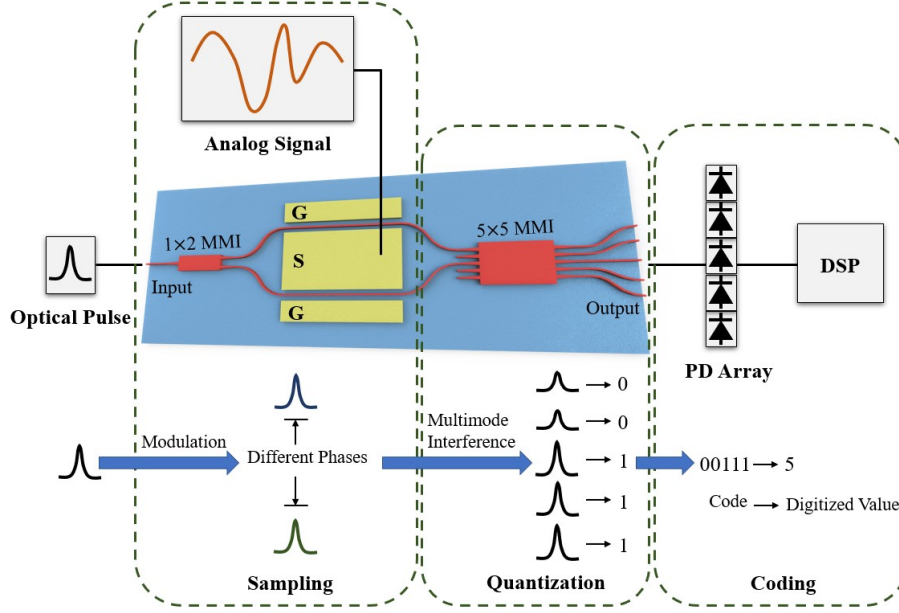 Analog Signal
G
1×2 MMI
S
5×5 MMI
Input
G
Output
Optical Pulse
DSP
PD Array
Modulation
Different Phases
Multimode
Interference
0
0
1
1
1
00111 5
Code Digitized Value
Sampling
Quantization
Coding